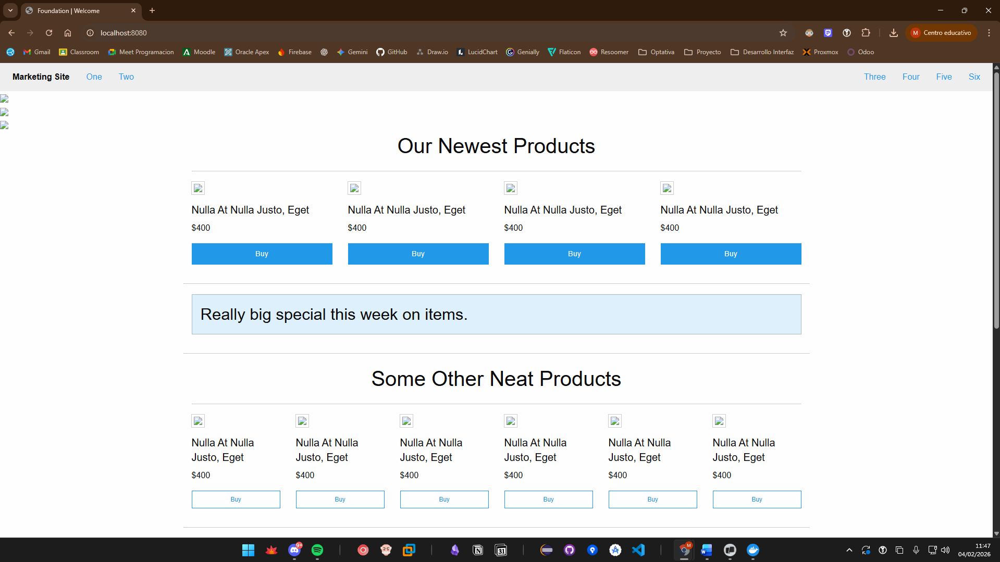 Foundation | Welcome
localhost:8080
M Centro educativo
Gmail Classroom Meet Programacion Moodle Oracle Apex Firebase Gemini GitHub Draw.io LucidChart Genially Flaticon Resoomer Optativa Proyecto Desarrollo Interfaz Proxmox Odoo
Marketing Site One Two Three Four Five Six
Our Newest Products
Nulla At Nulla Justo, Eget Nulla At Nulla Justo, Eget Nulla At Nulla Justo, Eget Nulla At Nulla Justo, Eget
$400 $400 $400 $400
Buy Buy Buy Buy
Really big special this week on items.
Some Other Neat Products
Nulla At Nulla Nulla At Nulla Nulla At Nulla Nulla At Nulla Nulla At Nulla Nulla At Nulla
Justo, Eget Justo, Eget Justo, Eget Justo, Eget Justo, Eget Justo, Eget
$400 $400 $400 $400 $400 $400
Buy Buy Buy Buy Buy Buy
9+ 31 M W
11:47
04/02/2026